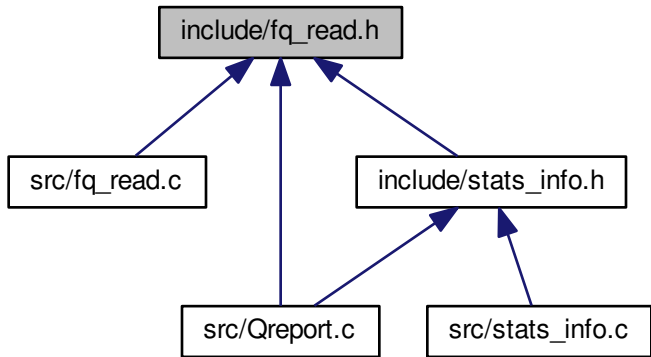 include/fq_read.h
src/fq_read.c
include/stats_info.h
src/Qreport.c
src/stats_info.c